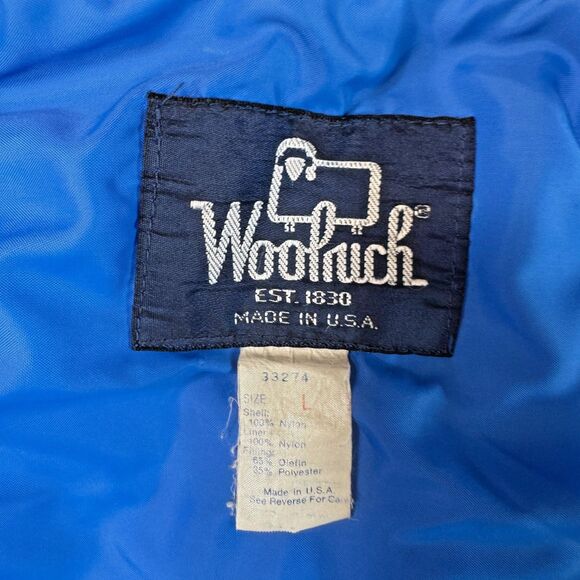 Woolrich®
EST. 1830
MADE IN U.S.A.
33274
SIZE L
Shell:
100% Nylon
Liner:
100% Nylon
Filling:
65% Olefin
35% Polyester
Made in U.S.A.
See Reverse For Care